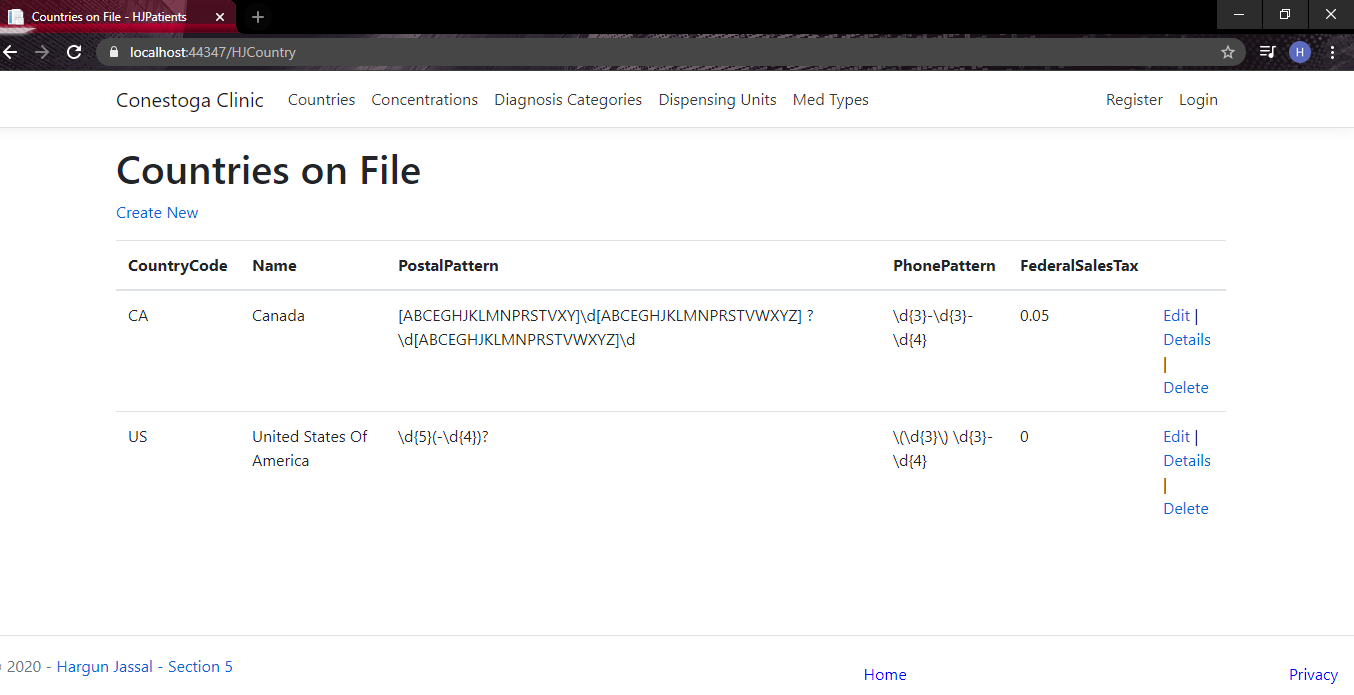 Countries on File - HJPatients
localhost:44347/HJCountry
H
Conestoga Clinic Countries Concentrations Diagnosis Categories Dispensing Units Med Types Register Login
Countries on File
Create New
CountryCode Name PostalPattern PhonePattern FederalSalesTax
CA Canada [ABCEGHJKLMNPRSTVXY]\d[ABCEGHJKLMNPRSTVWXYZ] ? \d{3}-\d{3}- 0.05 Edit |
\d[ABCEGHJKLMNPRSTVWXYZ]\d \d{4} Details
|
Delete
US United States Of \d{5}(-\d{4})? \(\d{3}\) \d{3}- 0 Edit |
America \d{4} Details
|
Delete
© 2020 - Hargun Jassal - Section 5
Home Privacy